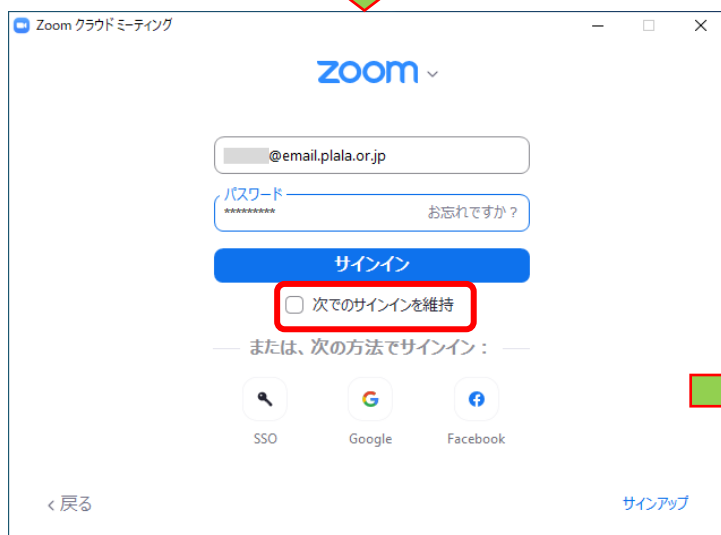 Zoom クラウド ミーティング
zoom
@email.plala.or.jp
パスワード
********* お忘れですか？
サインイン
次でのサインインを維持
または、次の方法でサインイン：
SSO Google Facebook
< 戻る サインアップ